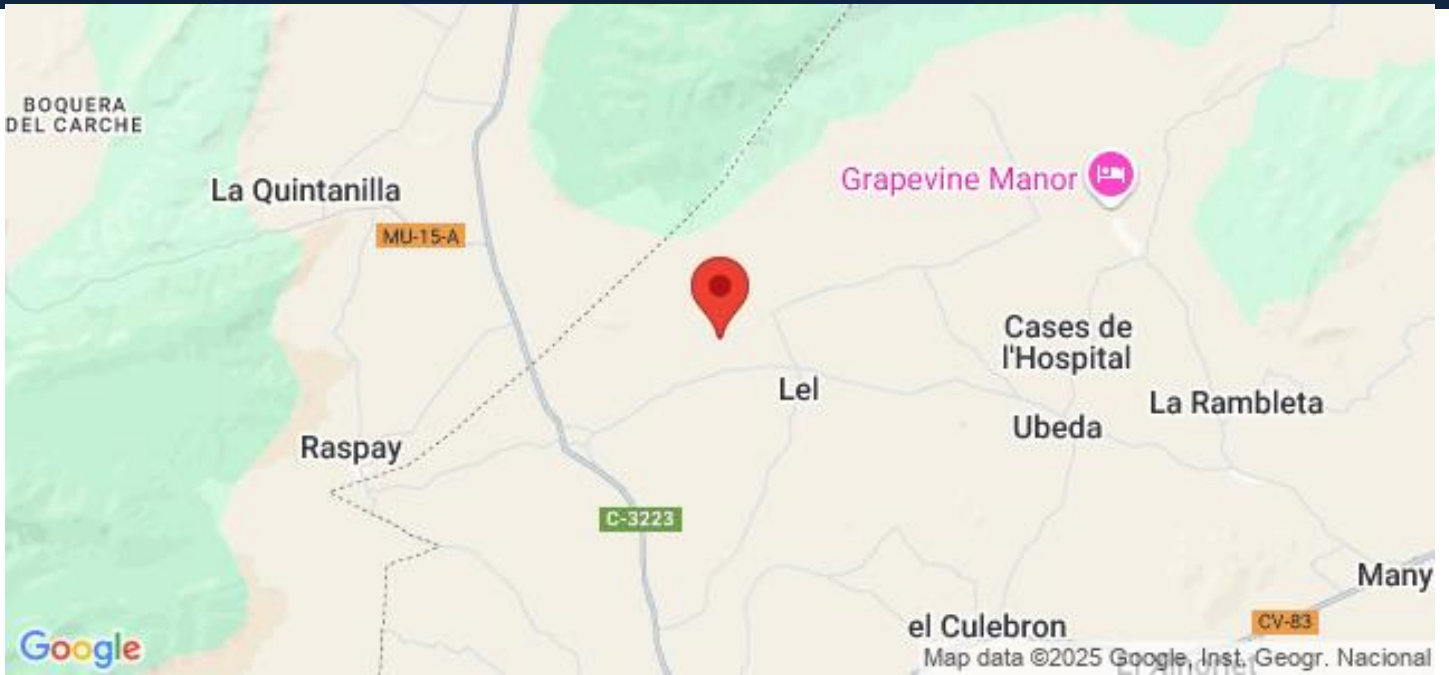 BOQUERA
DEL CARCHE
La Quintanilla
Grapevine Manor
MU-15-A
Cases de
l'Hospital
Lel
La Rambleta
Ubeda
Raspay
C-3223
Many
CV-83
el Culebron
Google
Map data ©2025 Google, Inst. Geogr. Nacional